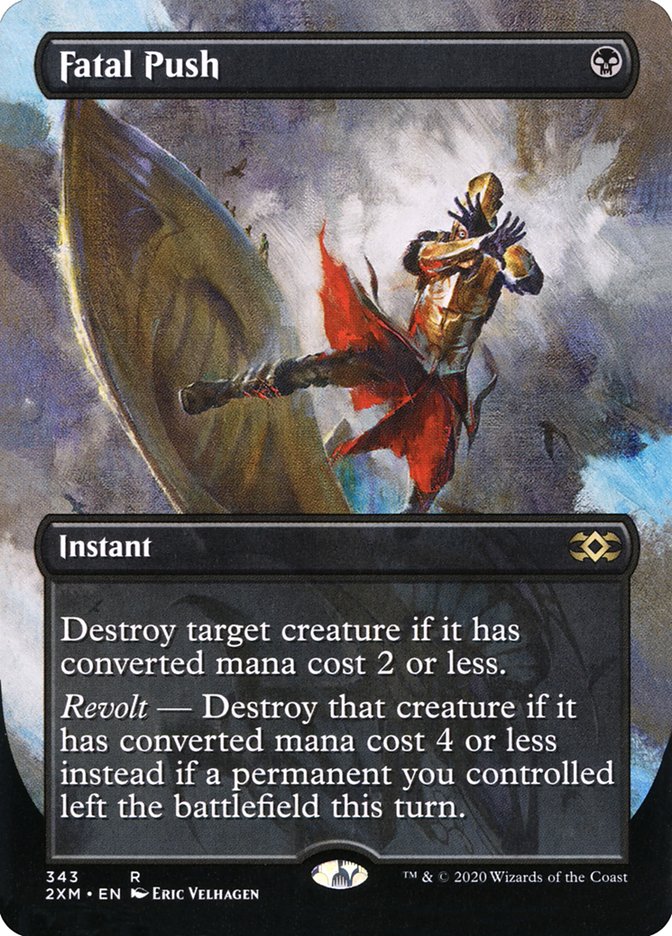 Fatal Push
Instant
Destroy target creature if it has
converted mana cost 2 or less.
Revolt — Destroy that creature if it
has converted mana cost 4 or less
instead if a permanent you controlled
left the battlefield this turn.
343 R
2XM • EN Eric Velhagen
™ & © 2020 Wizards of the Coast